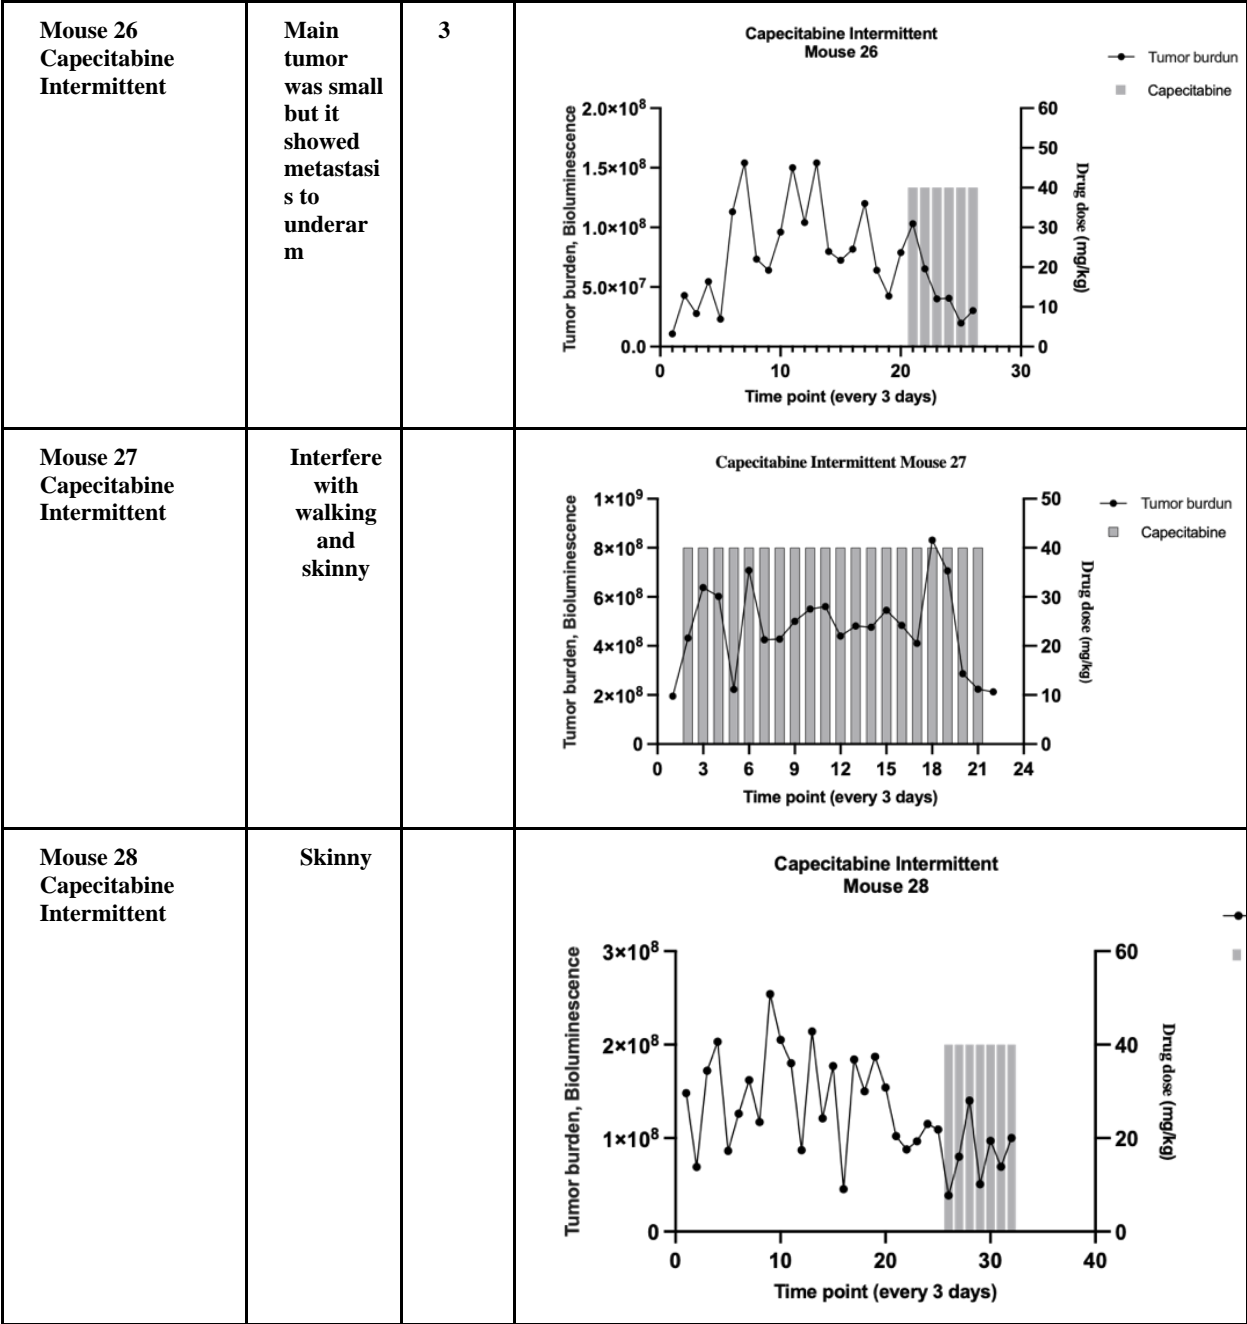 Mouse 26
Capecitabine
Intermittent
Main
tumor
was small
but it
showed
metastasi
s to
underar
m
3
Capecitabine Intermittent
Mouse 26
Tumor burdun
Capecitabine
Tumor burden, Bioluminescence
2.0×10⁸
1.5×10⁸
1.0×10⁸
5.0×10⁷
0.0
60
50
40
30
20
10
0
Drug dose (mg/kg)
0 10 20 30
Time point (every 3 days)
Mouse 27
Capecitabine
Intermittent
Interfere
with
walking
and
skinny
Capecitabine Intermittent Mouse 27
Tumor burdun
Capecitabine
Tumor burden, Bioluminescence
1×10⁹
8×10⁸
6×10⁸
4×10⁸
2×10⁸
0
50
40
30
20
10
0
Drug dose (mg/kg)
0 3 6 9 12 15 18 21 24
Time point (every 3 days)
Mouse 28
Capecitabine
Intermittent
Skinny
Capecitabine Intermittent
Mouse 28
Tumor burden, Bioluminescence
3×10⁸
2×10⁸
1×10⁸
0
60
40
20
0
Drug dose (mg/kg)
0 10 20 30 40
Time point (every 3 days)